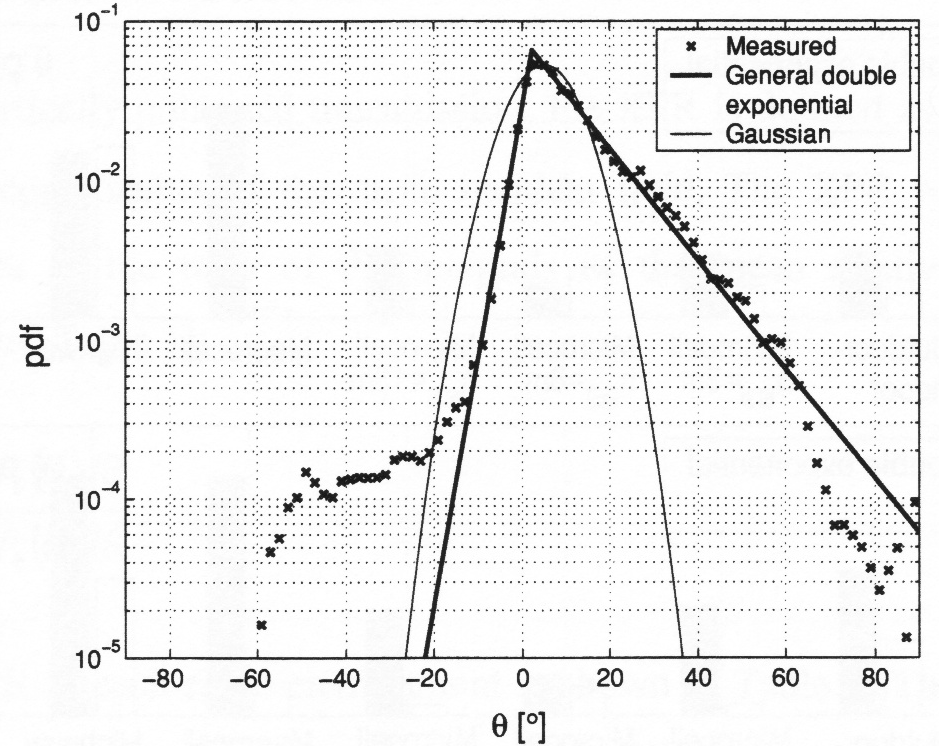 10⁻¹
10⁻²
10⁻³
10⁻⁴
10⁻⁵
pdf
Measured
General double
exponential
Gaussian
−80 −60 −40 −20 0 20 40 60 80
θ [°]